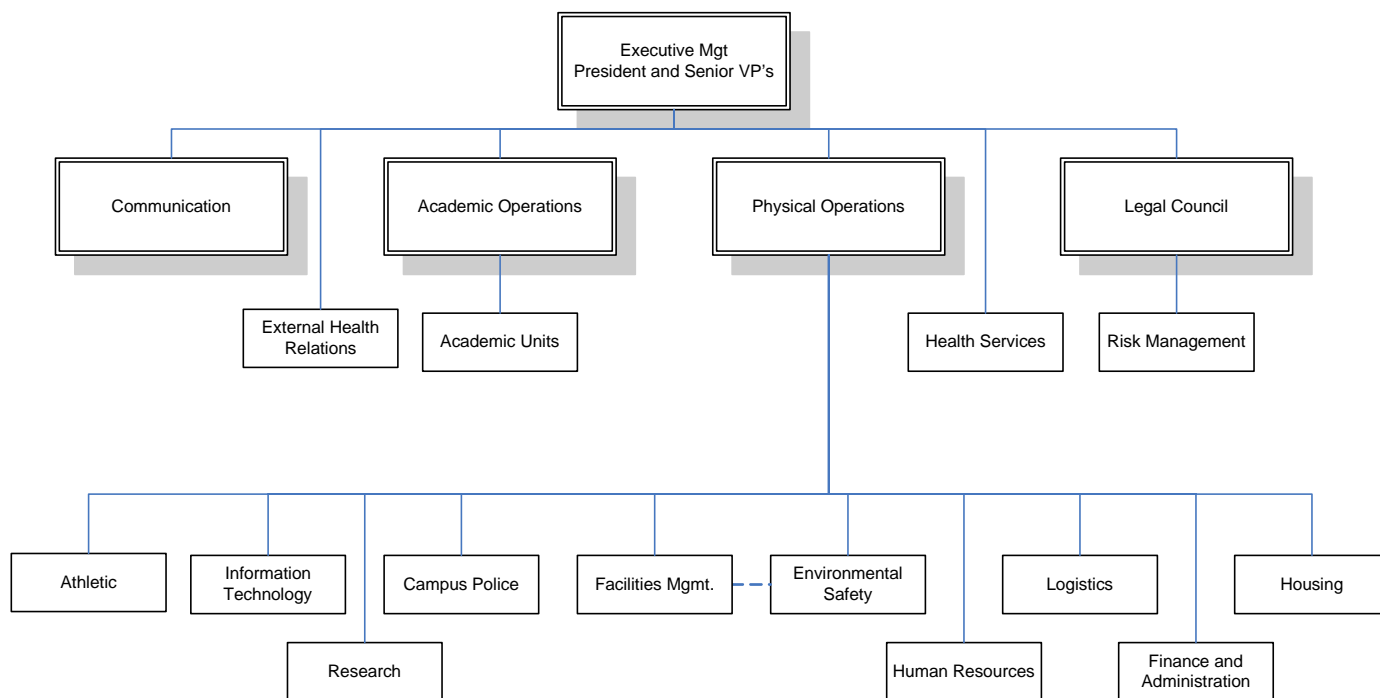 Executive Mgt
President and Senior VP's
Communication
Academic Operations
Physical Operations
Legal Council
External Health
Relations
Academic Units
Health Services
Risk Management
Athletic
Information
Technology
Campus Police
Facilities Mgmt.
Environmental
Safety
Logistics
Housing
Research
Human Resources
Finance and
Administration